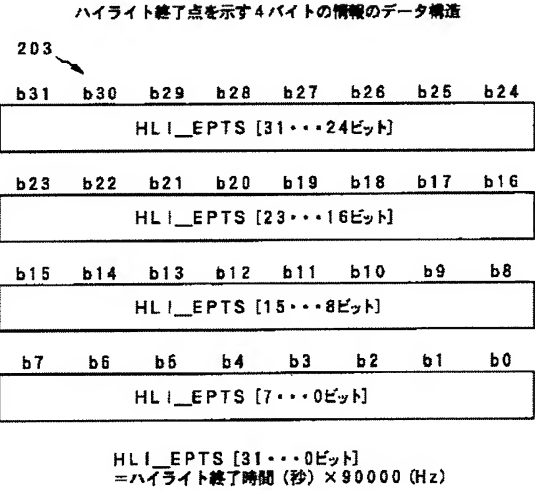 ハイライト終了点を示す4バイトの情報のデータ構造
203
b31 b30 b29 b28 b27 b26 b25 b24
HLI_EPTS [31・・・24ビット]
b23 b22 b21 b20 b19 b18 b17 b16
HLI_EPTS [23・・・16ビット]
b15 b14 b13 b12 b11 b10 b9 b8
HLI_EPTS [15・・・8ビット]
b7 b6 b5 b4 b3 b2 b1 b0
HLI_EPTS [7・・・0ビット]
HLI_EPTS [31・・・0ビット]
=ハイライト終了時間 (秒) ×90000 (Hz)